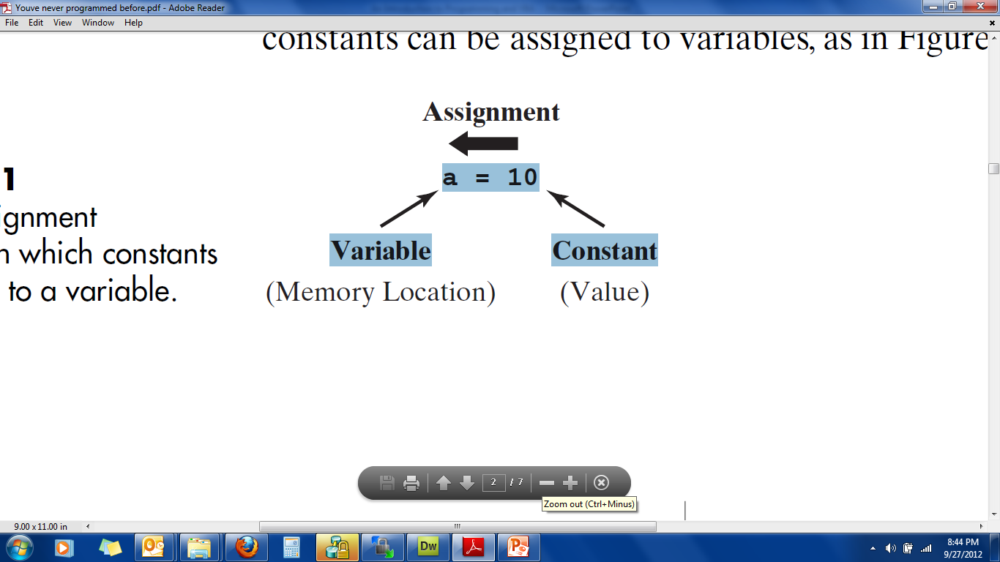 Youve never programmed before.pdf - Adobe Reader
File Edit View Window Help
constants can be assigned to variables, as in Figure
Assignment
a = 10
1
ignment
n which constants
to a variable.
Variable
Constant
(Memory Location)
(Value)
2 / 7
Zoom out (Ctrl+Minus)
9.00 x 11.00 in
Dw
8:44 PM
9/27/2012